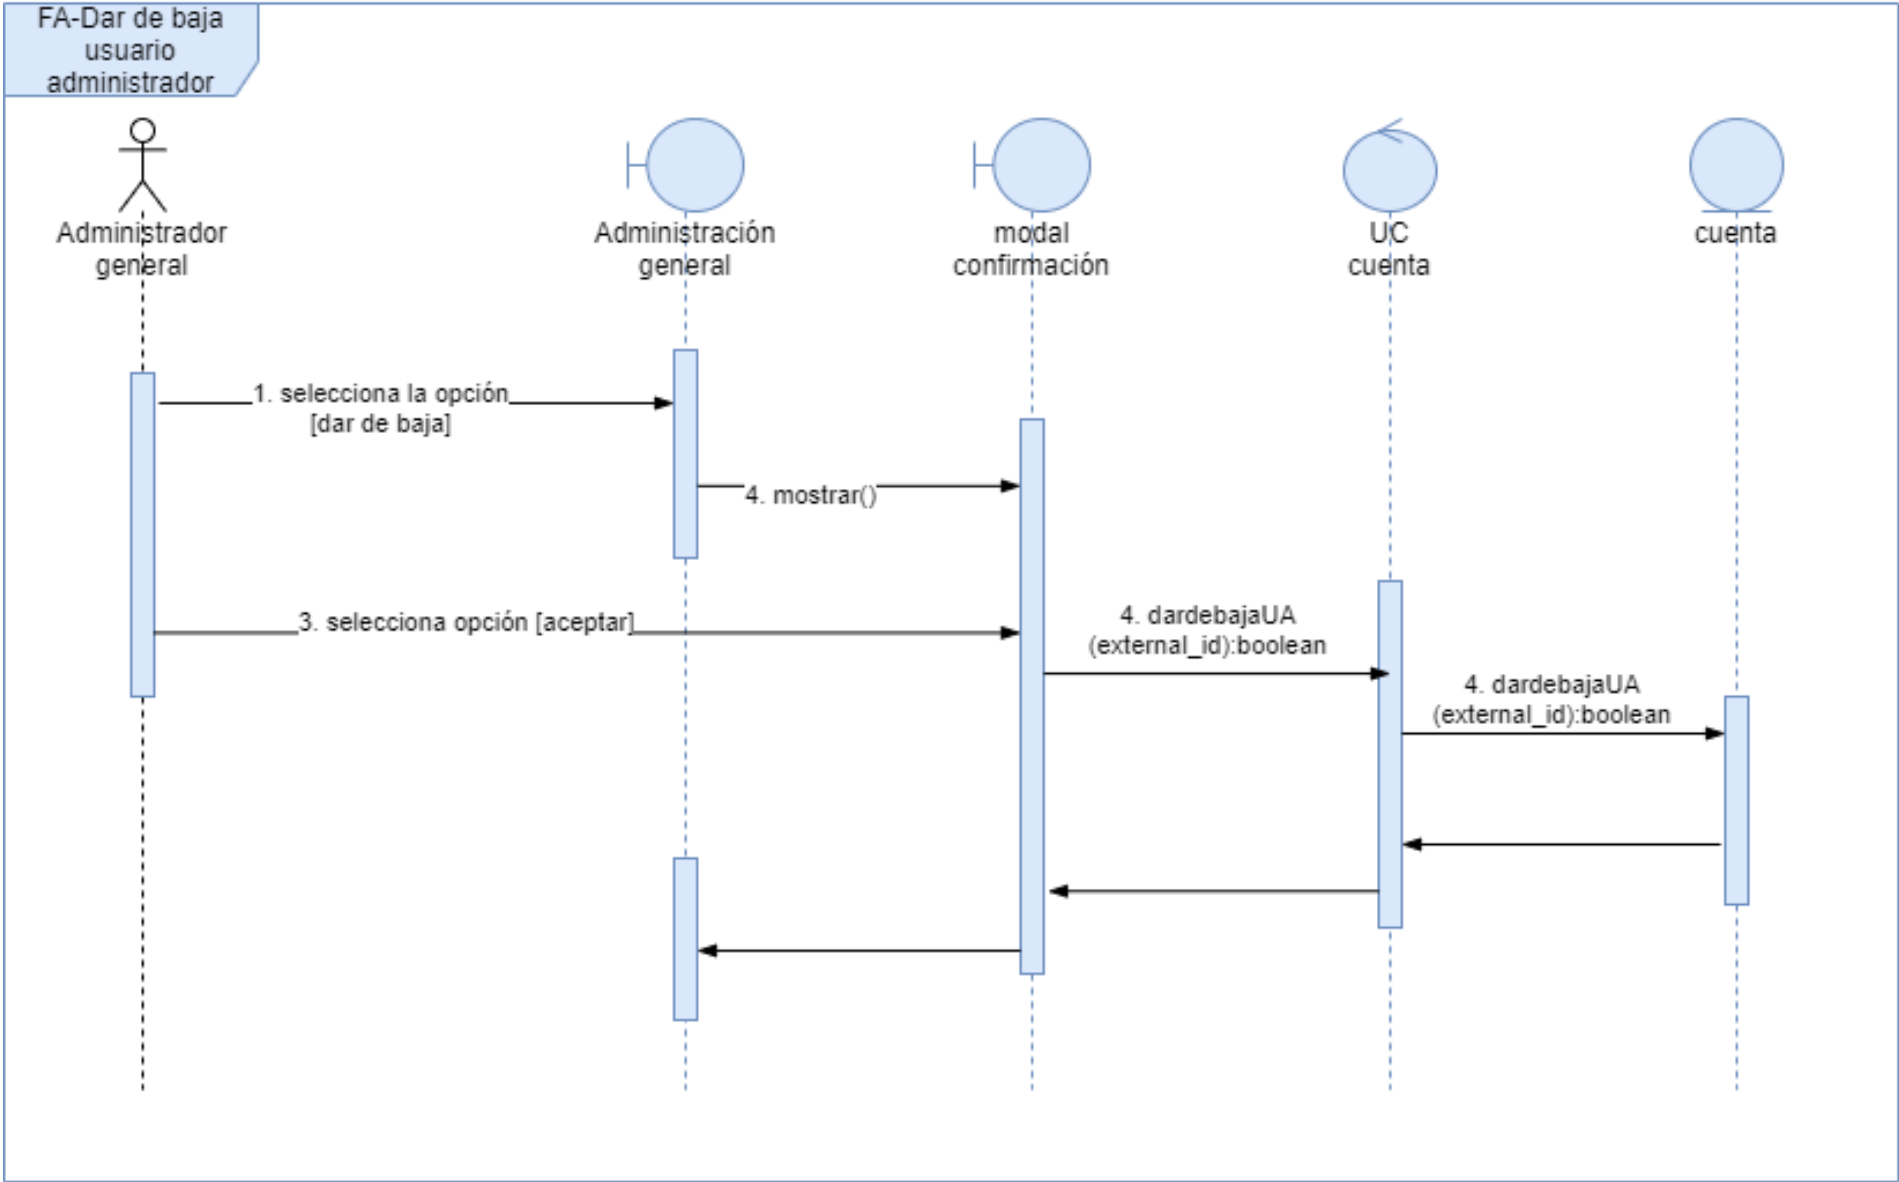 FA-Dar de baja
usuario
administrador
Administrador
general
Administración
general
modal
confirmación
UC
cuenta
cuenta
1. selecciona la opción
[dar de baja]
4. mostrar()
3. selecciona opción [aceptar]
4. dardebajaUA
(external_id):boolean
4. dardebajaUA
(external_id):boolean